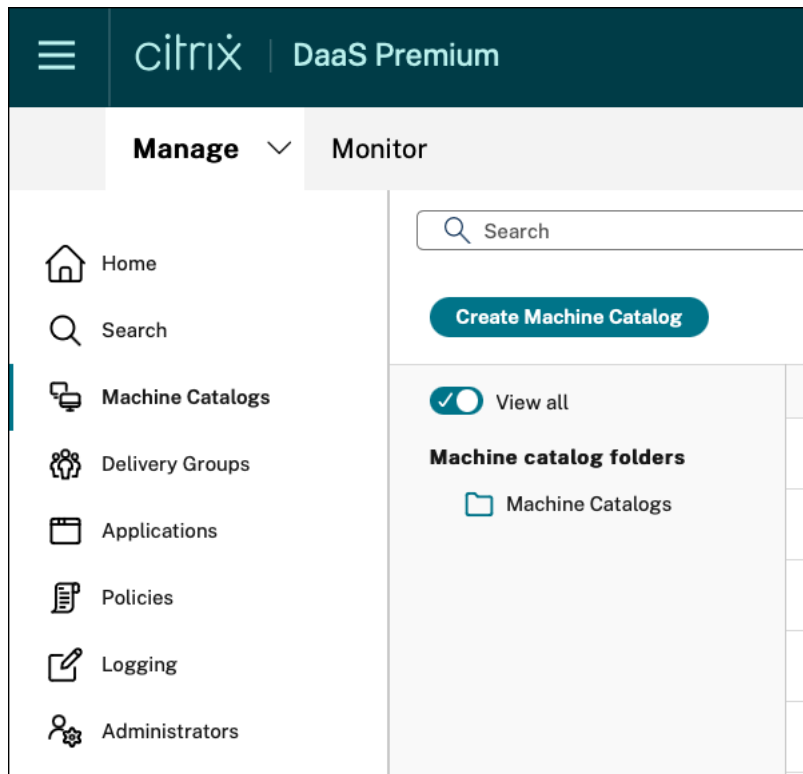 citrix | DaaS Premium
Manage Monitor
Home
Search
Machine Catalogs
Delivery Groups
Applications
Policies
Logging
Administrators
Search
Create Machine Catalog
View all
Machine catalog folders
Machine Catalogs